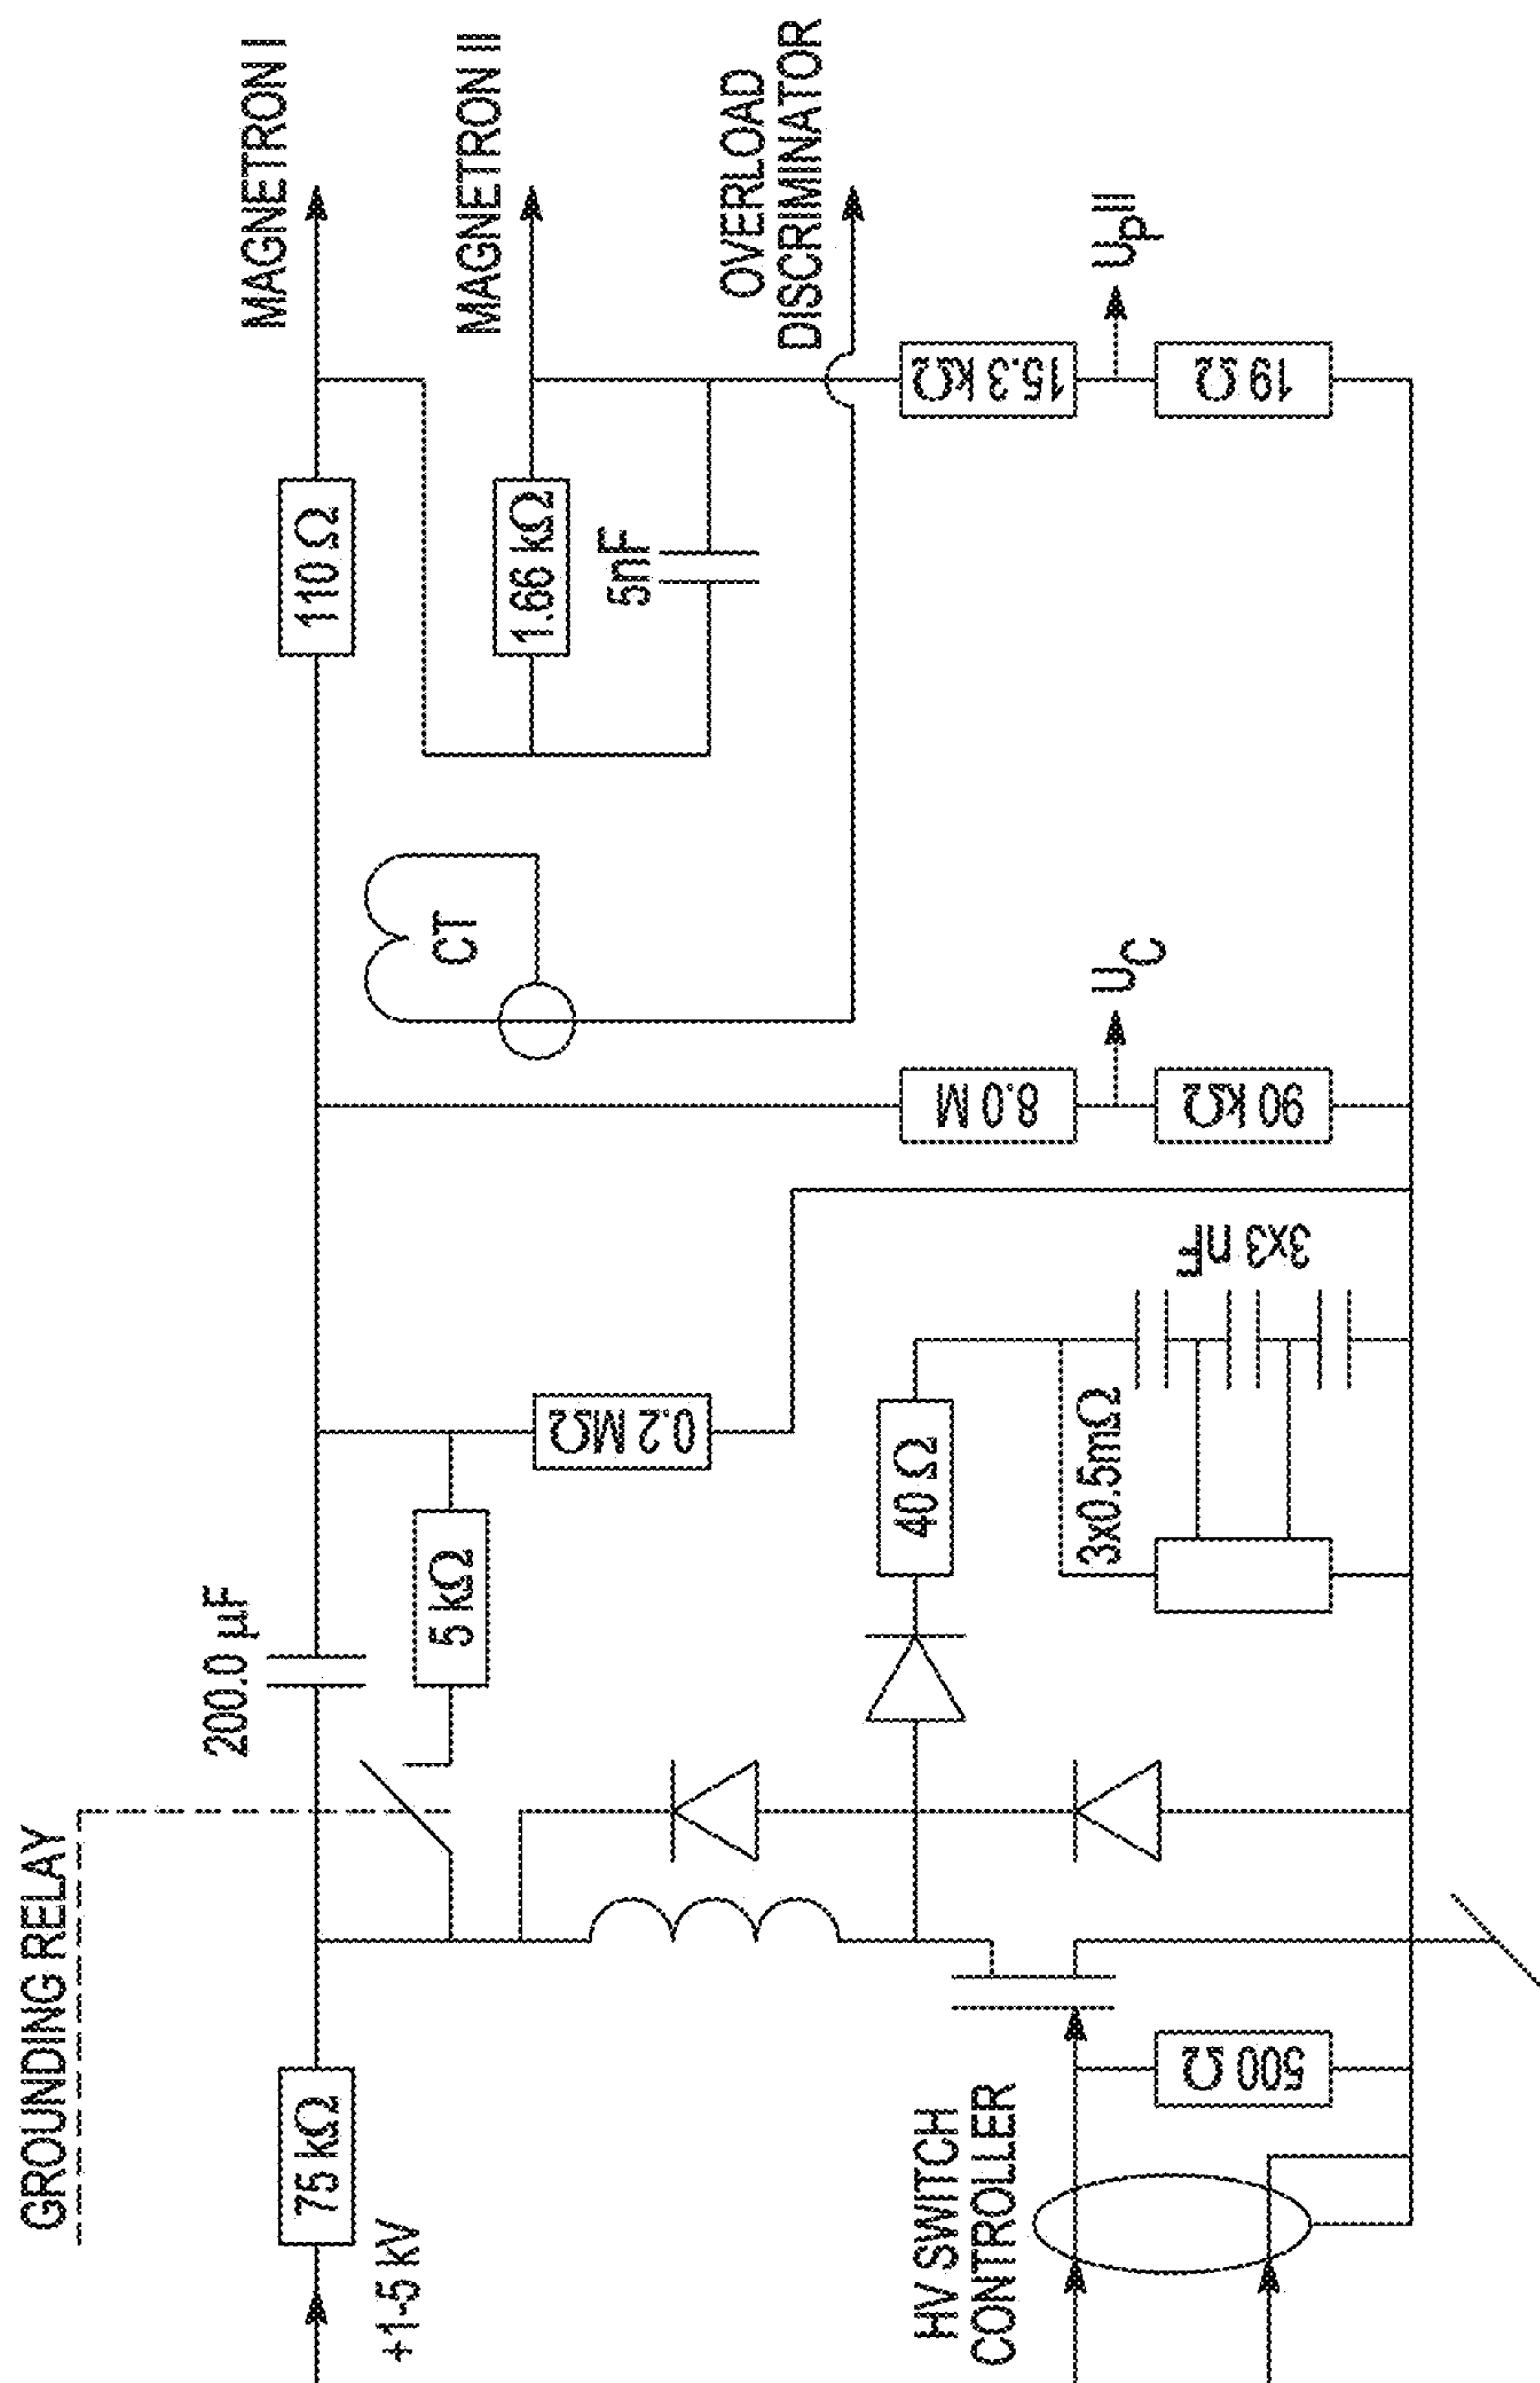 GROUNDING RELAY
75 kΩ
+1-5 kV
200.0 µF
5 kΩ
0.2 MΩ
HV SWITCH
CONTROLLER
500 Ω
40 Ω
3x0.5mΩ
3x3 nF
8.0 M
90 kΩ
UC
CT
110 Ω
1.66 kΩ
5nF
15.3 kΩ
19 Ω
UpII
MAGNETRON I
MAGNETRON II
OVERLOAD
DISCRIMINATOR